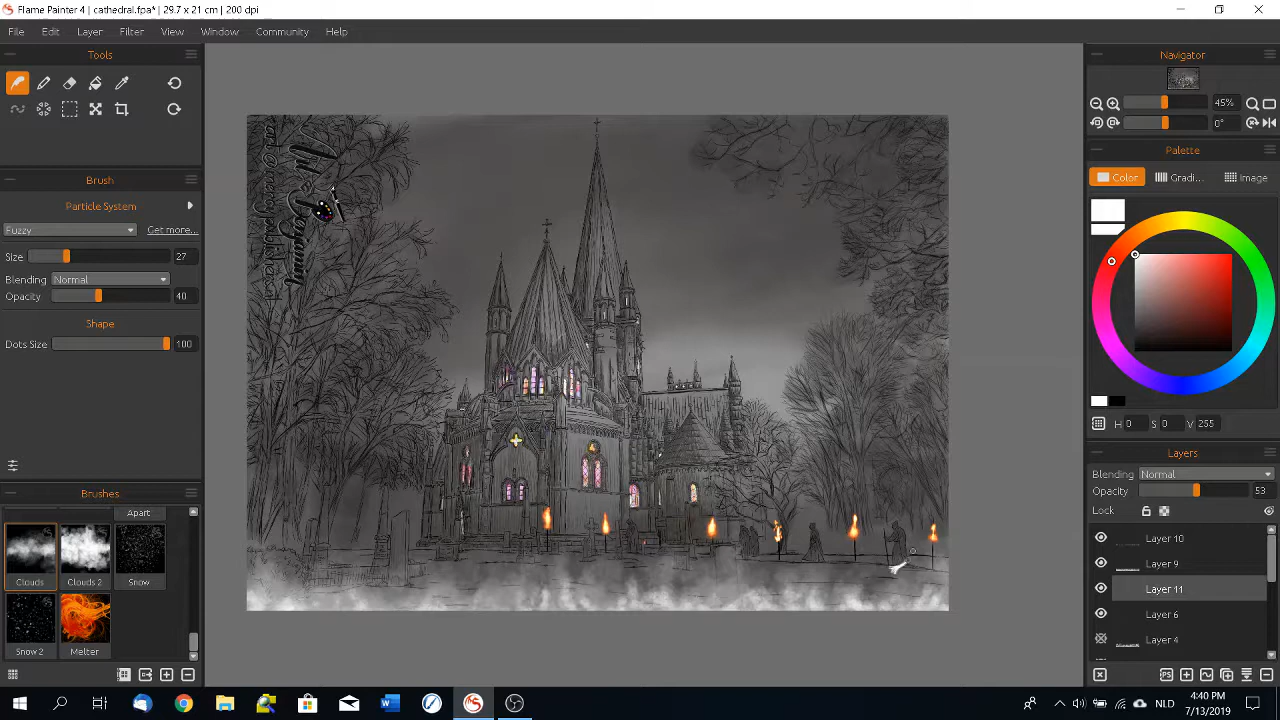 Flame Painter 4 | cathedral.fpa* | 29.7 x 21 cm | 200 dpi
File Edit Layer Filter View Window Community Help
Tools
Brush
Particle System
Fuzzy Get more...
Size 27
Blending Normal
Opacity 40
Shape
Dots Size 100
Brushes
Apart
Clouds Clouds 2 Snow
Snow 2 Melter
Navigator
45%
0°
Palette
Color Gradi... Image
H 0 S 0 V 255
Layers
Blending Normal
Opacity 53
Lock
Layer 10
Layer 9
Layer 11
Layer 6
Layer 4
PS
NLD
4:40 PM
7/13/2019